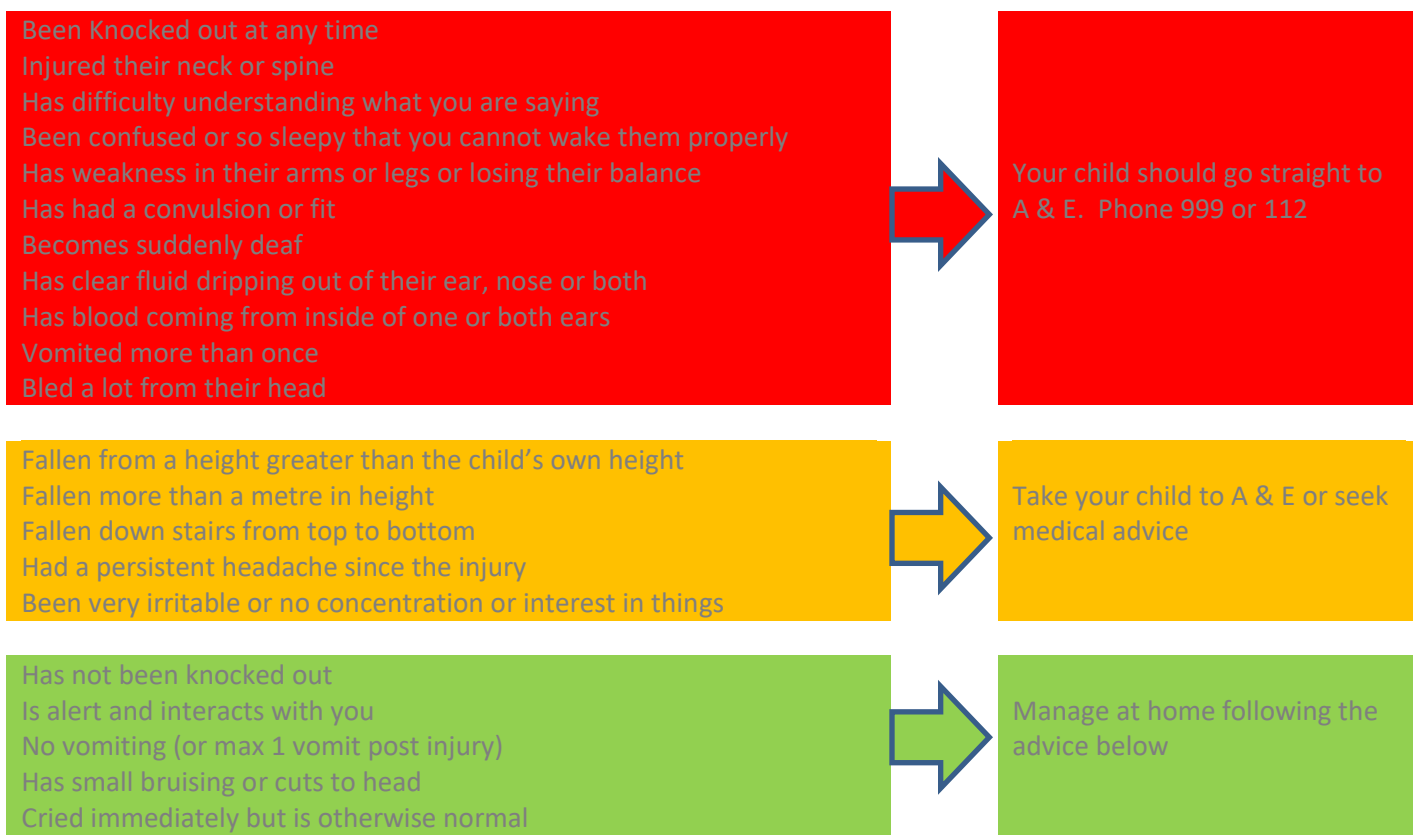 Been Knocked out at any time
Injured their neck or spine
Has difficulty understanding what you are saying
Been confused or so sleepy that you cannot wake them properly
Has weakness in their arms or legs or losing their balance
Has had a convulsion or fit
Becomes suddenly deaf
Has clear fluid dripping out of their ear, nose or both
Has blood coming from inside of one or both ears
Vomited more than once
Bled a lot from their head
Your child should go straight to
A & E.  Phone 999 or 112
Fallen from a height greater than the child’s own height
Fallen more than a metre in height
Fallen down stairs from top to bottom
Had a persistent headache since the injury
Been very irritable or no concentration or interest in things
Take your child to A & E or seek
medical advice
Has not been knocked out
Is alert and interacts with you
No vomiting (or max 1 vomit post injury)
Has small bruising or cuts to head
Cried immediately but is otherwise normal
Manage at home following the
advice below